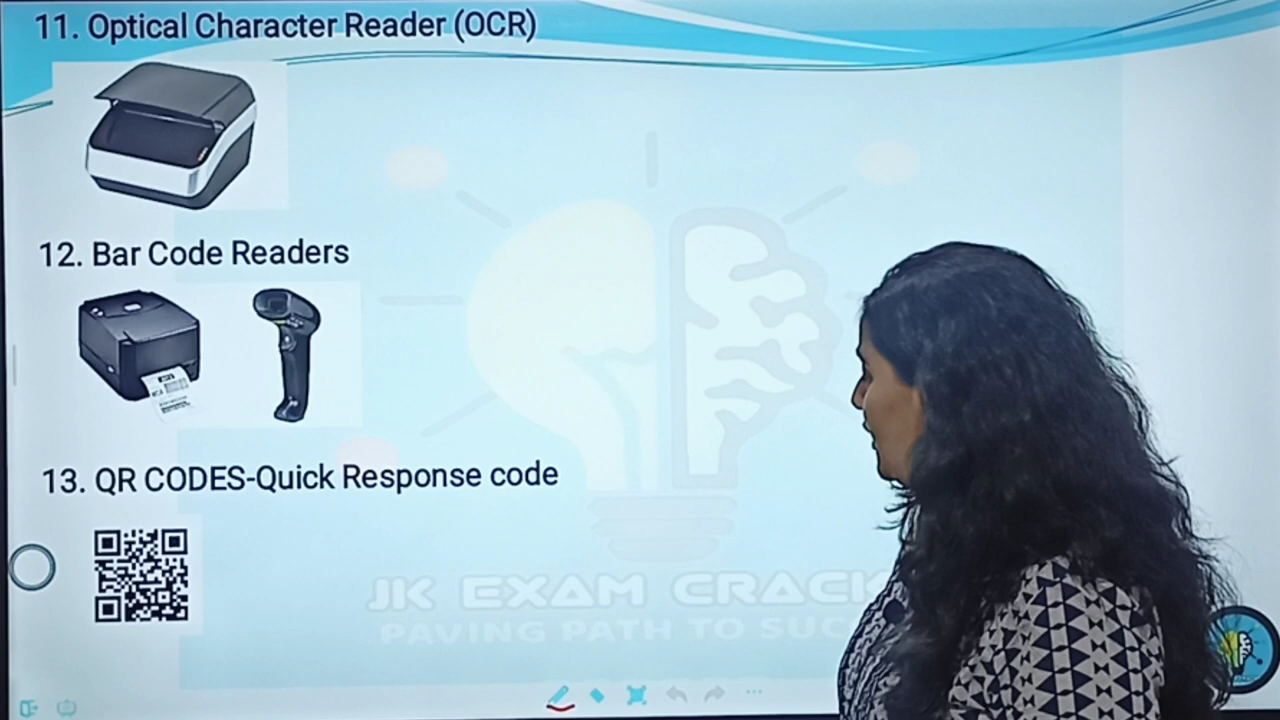 11. Optical Character Reader (OCR)
12. Bar Code Readers
13. QR CODES-Quick Response code
JK EXAM CRACK
PAVING PATH TO SUC